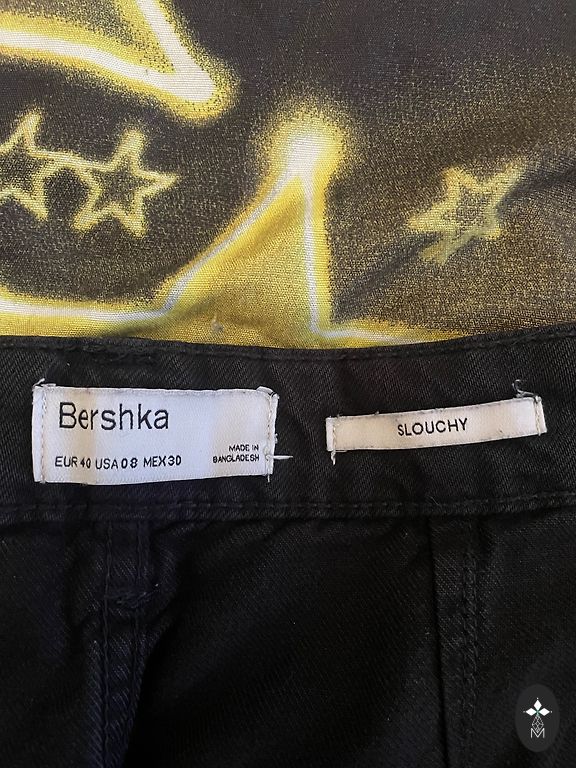 Bershka
EUR 40 USA 08 MEX 30
MADE IN
BANGLADESH
SLOUCHY
M